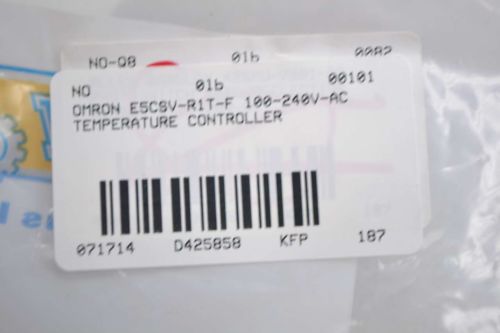 NO-Q8 01b 0082
NO 01b 00101
OMRON E5CSV-R1T-F 100-240V-AC
TEMPERATURE CONTROLLER
071714 D425858 KFP 187